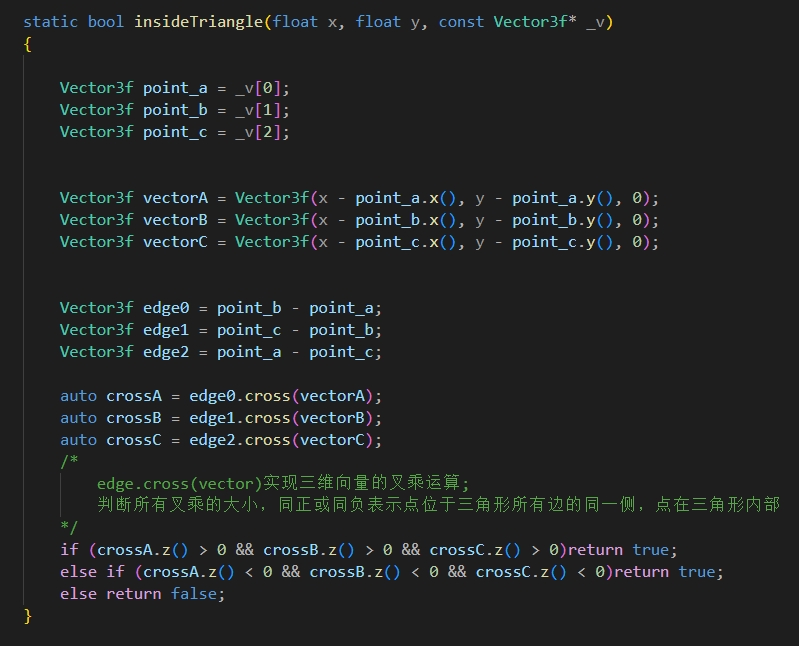 static bool insideTriangle(float x, float y, const Vector3f* _v)
{
Vector3f point_a = _v[0];
Vector3f point_b = _v[1];
Vector3f point_c = _v[2];
Vector3f vectorA = Vector3f(x - point_a.x(), y - point_a.y(), 0);
Vector3f vectorB = Vector3f(x - point_b.x(), y - point_b.y(), 0);
Vector3f vectorC = Vector3f(x - point_c.x(), y - point_c.y(), 0);
Vector3f edge0 = point_b - point_a;
Vector3f edge1 = point_c - point_b;
Vector3f edge2 = point_a - point_c;
auto crossA = edge0.cross(vectorA);
auto crossB = edge1.cross(vectorB);
auto crossC = edge2.cross(vectorC);
/*
edge.cross(vector)实现三维向量的叉乘运算;
判断所有叉乘的大小，同正或同负表示点位于三角形所有边的同一侧，点在三角形内部
*/
if (crossA.z() > 0 && crossB.z() > 0 && crossC.z() > 0)return true;
else if (crossA.z() < 0 && crossB.z() < 0 && crossC.z() < 0)return true;
else return false;
}